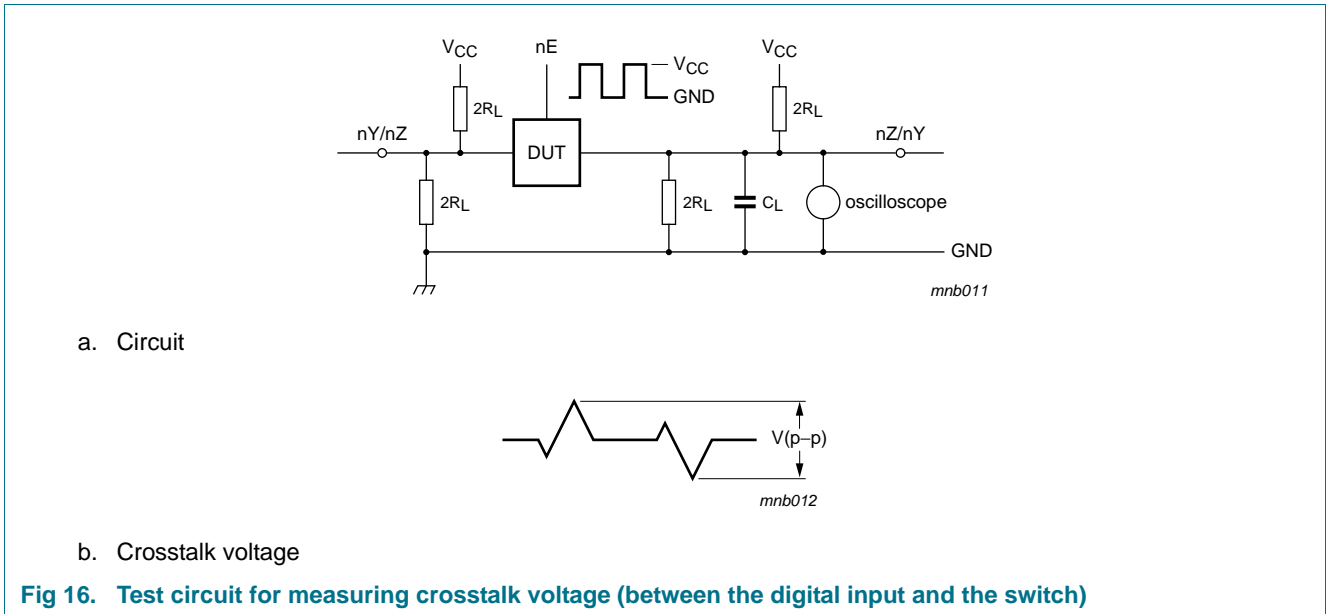 VCC nE VCC
VCC
GND
2RL 2RL
nY/nZ nZ/nY
DUT
2RL 2RL CL oscilloscope
GND
mnb011
a. Circuit
V(p–p)
mnb012
b. Crosstalk voltage
Fig 16. Test circuit for measuring crosstalk voltage (between the digital input and the switch)